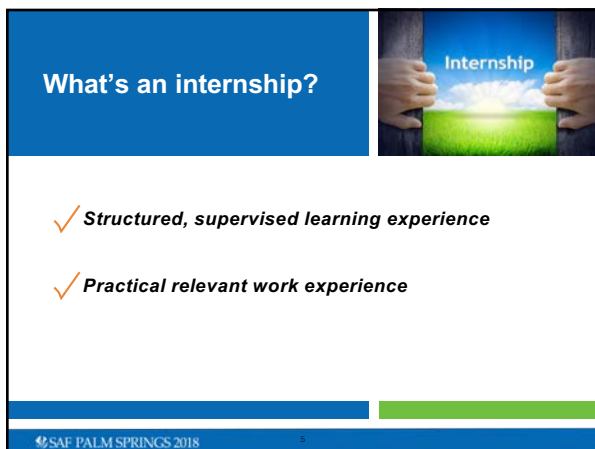 What's an internship?
Internship
Structured, supervised learning experience
Practical relevant work experience
SAF PALM SPRINGS 2018
5